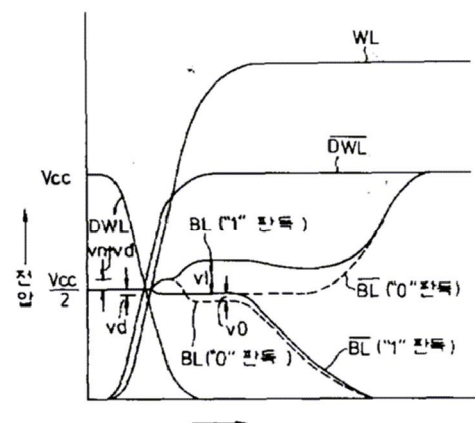 WL
DWL
Vcc
DWL
BL ("1" 판독)
vn+vd
v1
전압
Vcc/2
BL ("0" 판독)
vd
v0
BL ("0" 판독)
BL ("1" 판독)